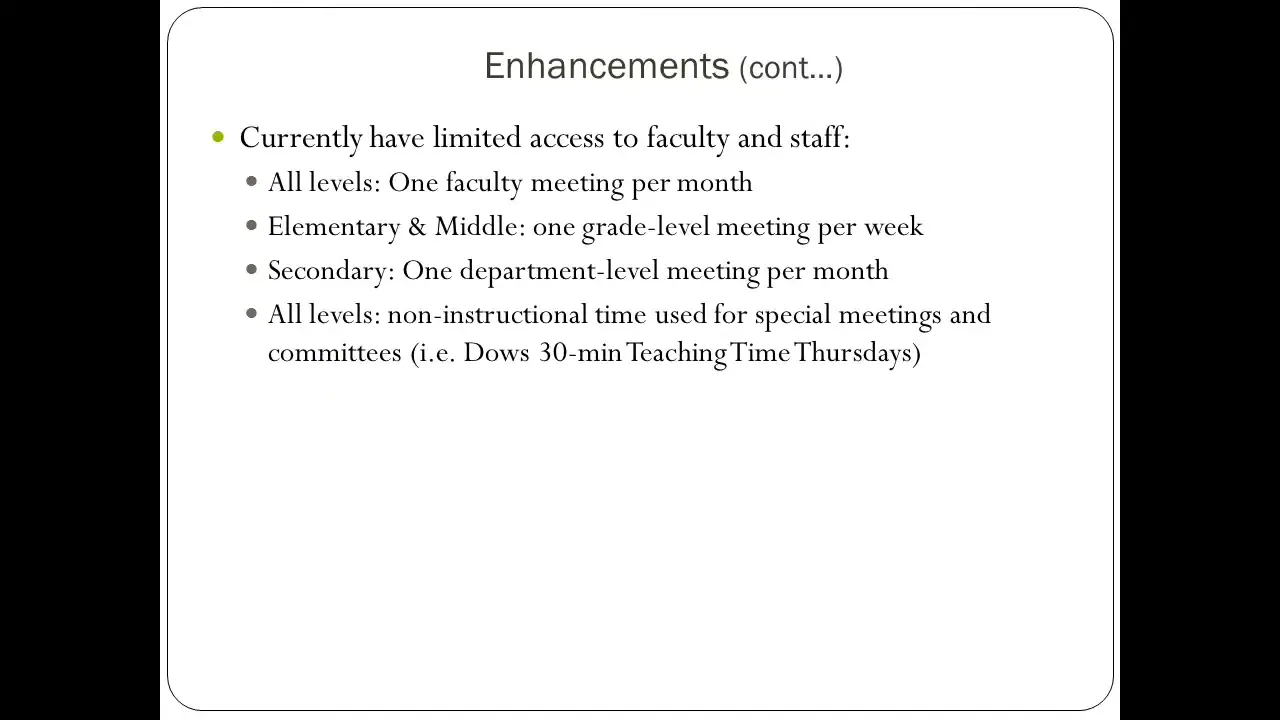 Enhancements (cont...)
Currently have limited access to faculty and staff:
All levels: One faculty meeting per month
Elementary & Middle: one grade-level meeting per week
Secondary: One department-level meeting per month
All levels: non-instructional time used for special meetings and
committees (i.e. Dows 30-min Teaching Time Thursdays)